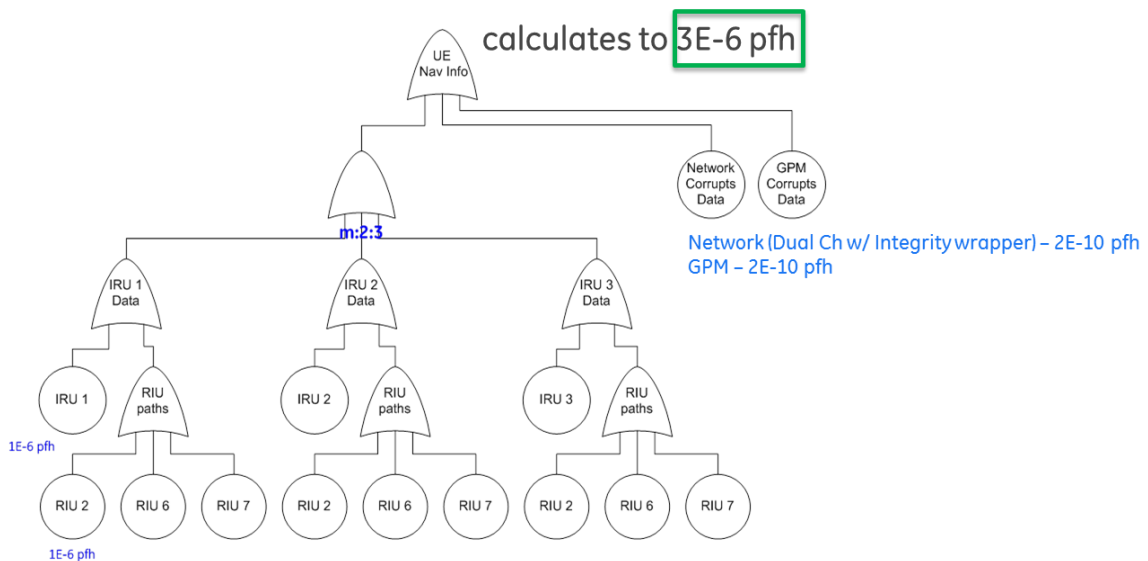 calculates to 3E-6 pfh
UE
Nav Info
Network
Corrupts
Data
GPM
Corrupts
Data
m:2:3
Network (Dual Ch w/ Integrity wrapper) – 2E-10 pfh
GPM – 2E-10 pfh
IRU 1
Data
IRU 2
Data
IRU 3
Data
IRU 1
RIU
paths
IRU 2
RIU
paths
IRU 3
RIU
paths
1E-6 pfh
RIU 2
RIU 6
RIU 7
RIU 2
RIU 6
RIU 7
RIU 2
RIU 6
RIU 7
1E-6 pfh